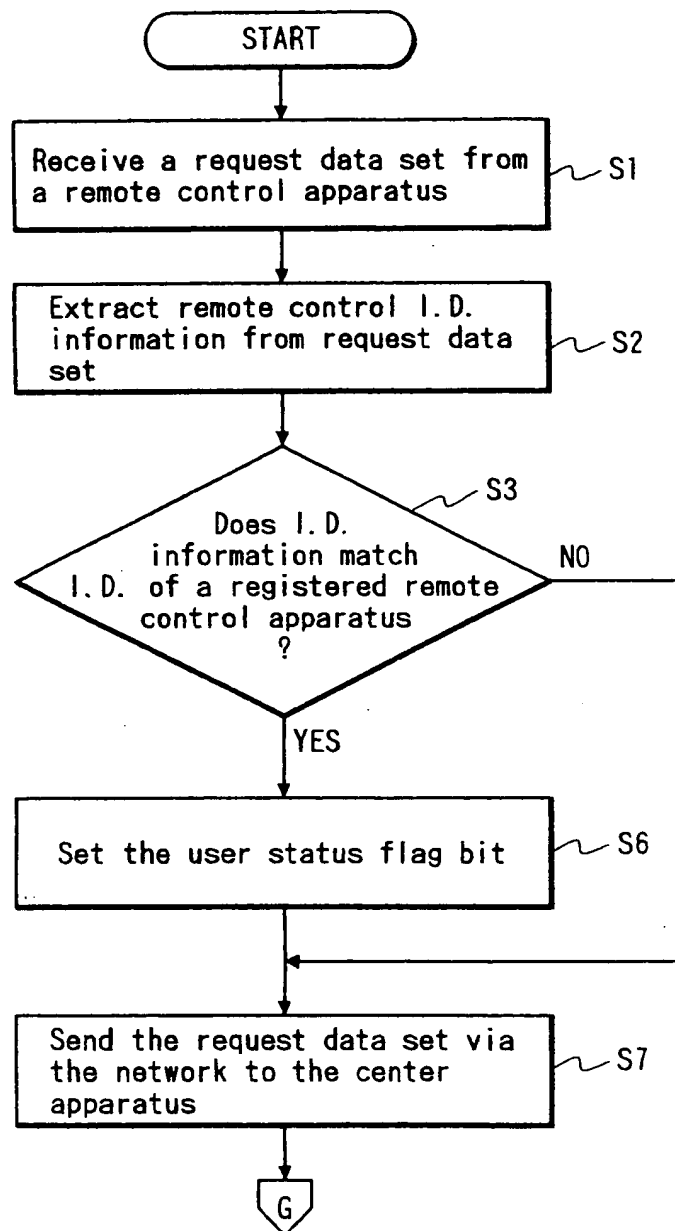 START
Receive a request data set from
a remote control apparatus
S1
Extract remote control I.D.
information from request data
set
S2
S3
Does I.D.
information match
I.D. of a registered remote
control apparatus
?
NO
YES
Set the user status flag bit
S6
Send the request data set via
the network to the center
apparatus
S7
G